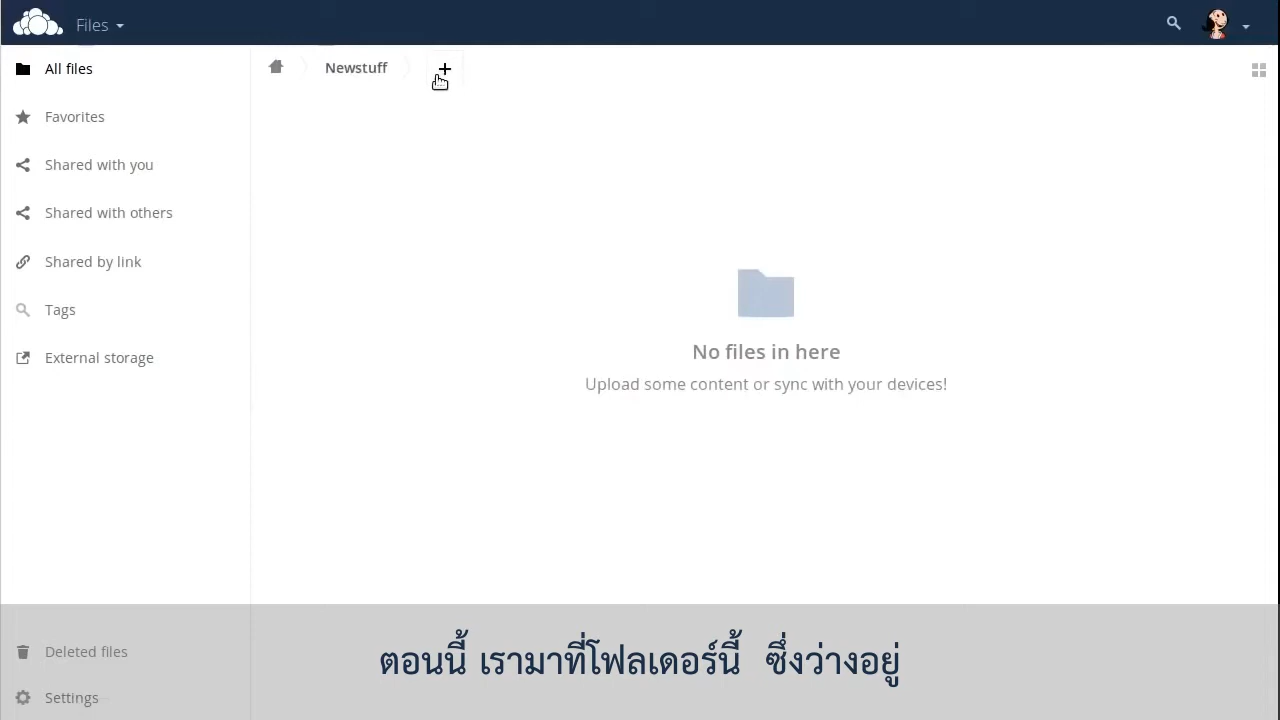 Files
All files
Newstuff
Favorites
Shared with you
Shared with others
Shared by link
Tags
External storage
No files in here
Upload some content or sync with your devices!
Deleted files
Settings
ตอนนี้ เรามาที่โฟลเดอร์นี้ ซึ่งว่างอยู่